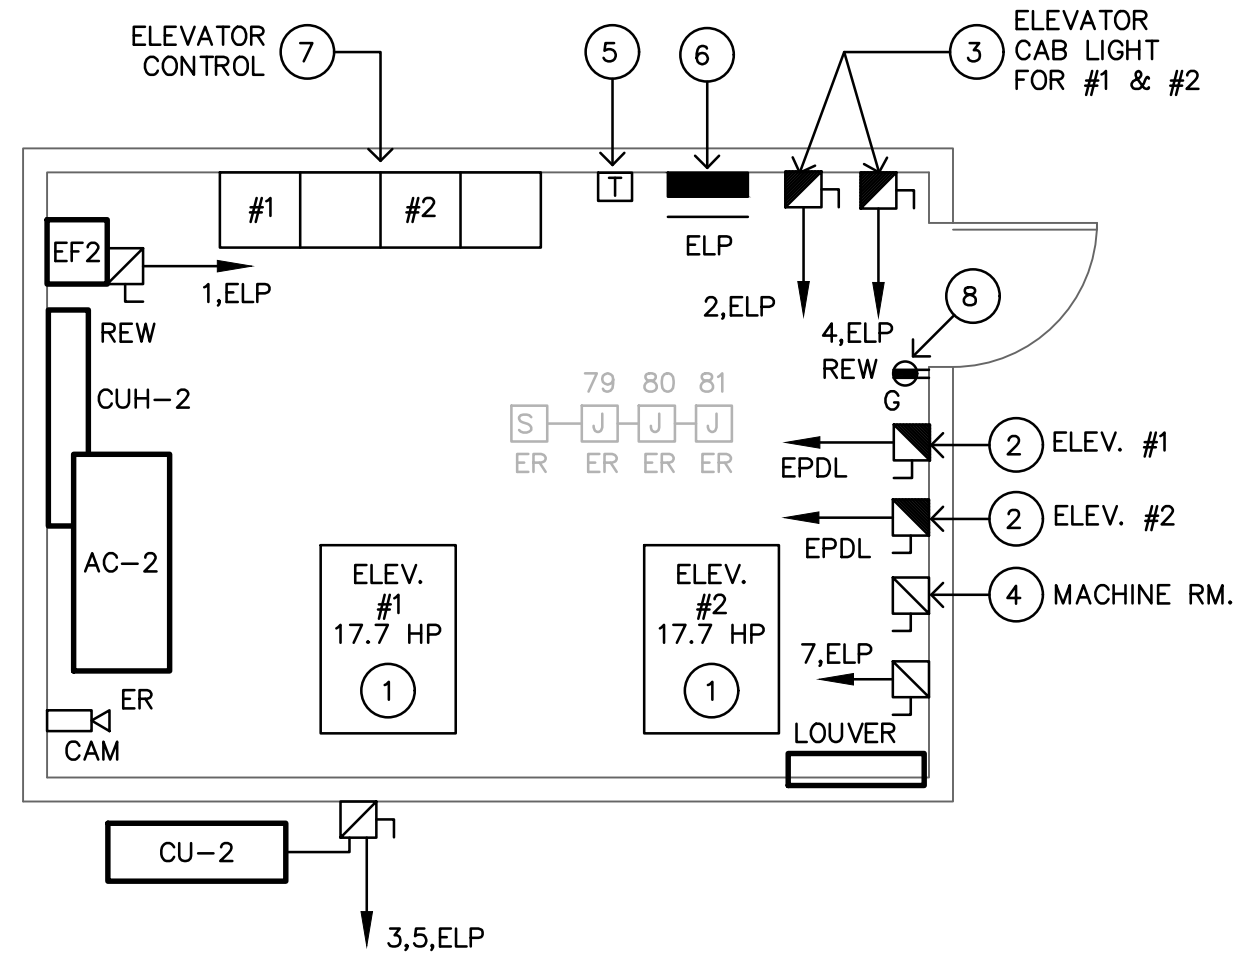 ELEVATOR
CONTROL
7
5
6
3
ELEVATOR
CAB LIGHT
FOR #1 & #2
#1
#2
T
ELP
EF2
1,ELP
2,ELP
4,ELP
8
REW
REW
G
CUH-2
79 80 81
S J J J
ER ER ER ER
2
ELEV. #1
EPDL
2
ELEV. #2
EPDL
AC-2
ELEV.
#1
17.7 HP
1
ELEV.
#2
17.7 HP
1
4
MACHINE RM.
7,ELP
ER
CAM
LOUVER
CU-2
3,5,ELP